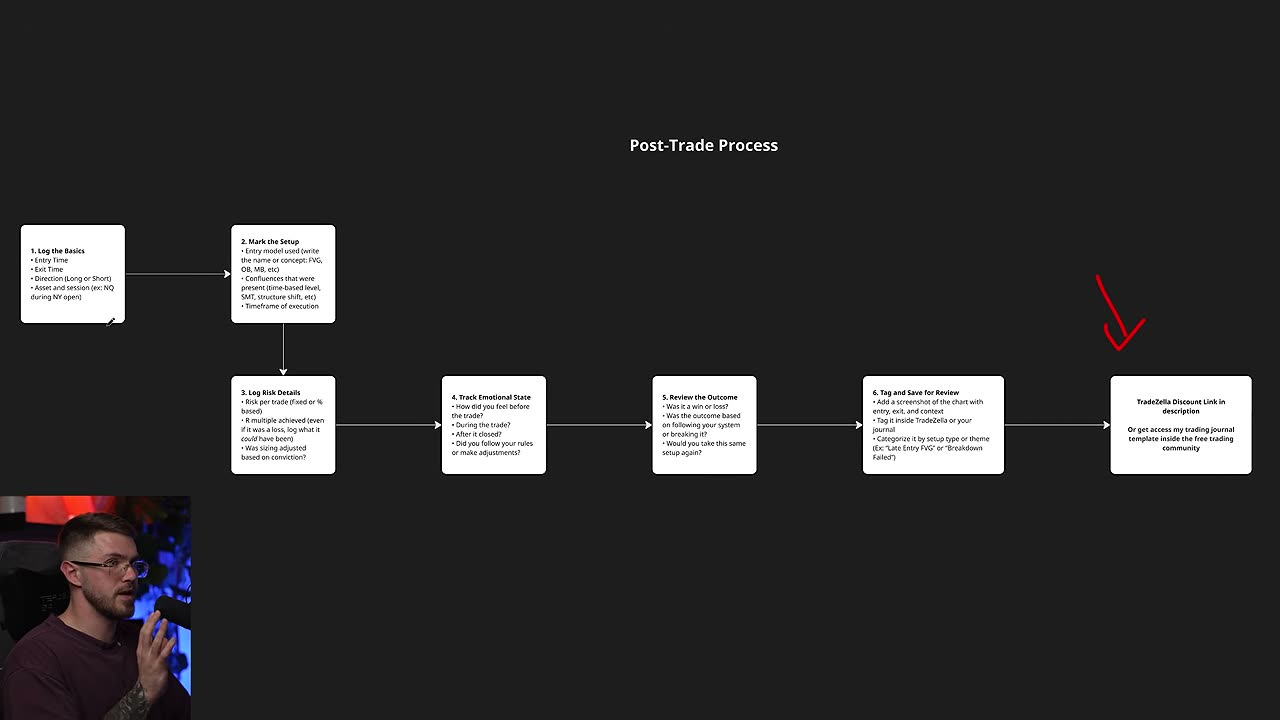 Post-Trade Process
1. Log the Basics
• Entry Time
• Exit Time
• Direction (Long or Short)
• Asset and session (ex: NQ
during NY open)
2. Mark the Setup
• Entry model used (write
the name or concept: FVG,
OB, MB, etc)
• Confluences that were
present (time-based level,
SMT, structure shift, etc)
• Timeframe of execution
3. Log Risk Details
• Risk per trade (fixed or %
based)
• R multiple achieved (even
if it was a loss, log what it
could have been)
• Was sizing adjusted
based on conviction?
4. Track Emotional State
• How did you feel before
the trade?
• During the trade?
• After it closed?
• Did you follow your rules
or make adjustments?
5. Review the Outcome
• Was it a win or loss?
• Was the outcome based
on following your system
or breaking it?
• Would you take this same
setup again?
6. Tag and Save for Review
• Add a screenshot of the chart with
entry, exit, and context
• Tag it inside TradeZella or your
journal
• Categorize it by setup type or theme
(Ex: “Late Entry FVG” or “Breakdown
Failed”)
TradeZella Discount Link in
description
Or get access my trading journal
template inside the free trading
community